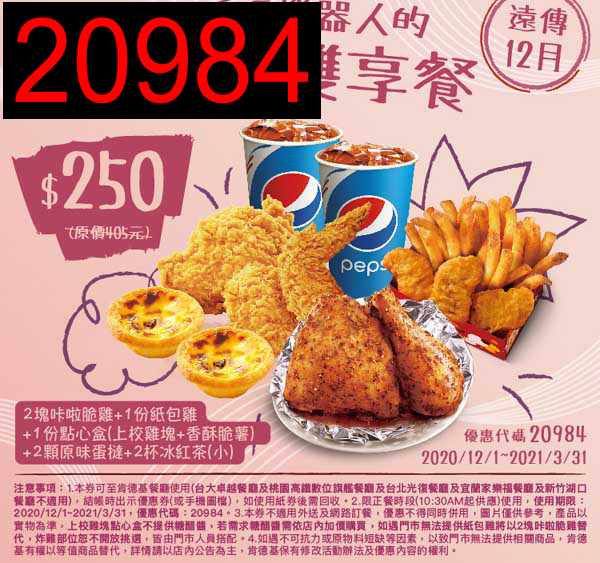 20984
器人的
雙享餐
遠傳
12月
$250
(原價405元)
pepsi
2塊咔啦脆雞+1份紙包雞
+1份點心盒(上校雞塊+香酥脆薯)
+2顆原味蛋撻+2杯冰紅茶(小)
優惠代碼20984
2020/12/1~2021/3/31
注意事項:1.本券可至肯德基餐廳使用(台大卓越餐廳及桃園高鐵數位旗艦餐廳及台北光復餐廳及宜蘭家樂福餐廳及新竹湖口
餐廳不適用),結帳時出示優惠券(或手機圖檔),如使用紙券後需回收。2.限正餐時段(10:30AM起供應)使用,使用期間:
2020/12/1~2021/3/31,優惠代碼:20984。3.本券不適用外送及網路訂餐,優惠不得同時併用,圖片僅供參考,產品以
實物為準,上校雞塊點心盒不提供糖醋醬,若需求糖醋醬需依店內加價購買,如遇門市無法提供紙包雞將以2塊咔啦脆雞替
代,炸雞部位恕不開放挑選,皆由門市人員搭配。4.如遇不可抗力或原物料短缺等因素,以致門市無法提供相關商品,肯德
基有權以等值商品替代,詳情請以店內公告為主,肯德基保有修改活動辦法及優惠內容的權利。